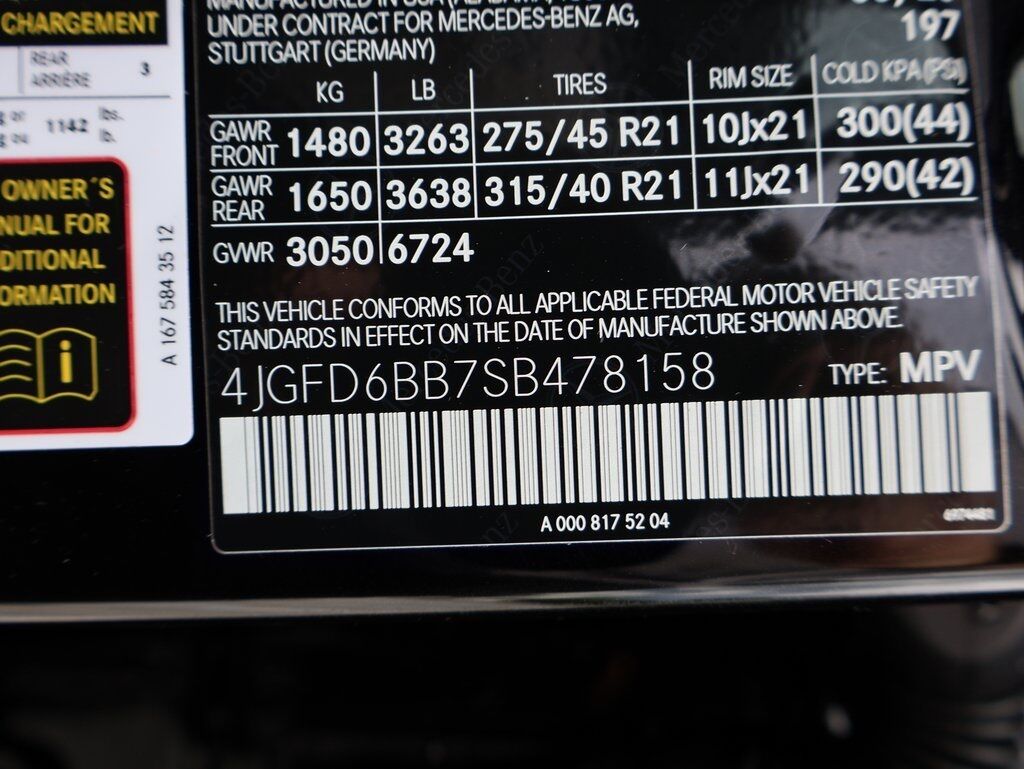 CHARGEMENT
REAR
ARRIÈRE
3
1142 lbs.
lb.
OWNER´S
NUAL FOR
DITIONAL
ORMATION
A 167 584 35 12
UNDER CONTRACT FOR MERCEDES-BENZ AG,
STUTTGART (GERMANY)
197
KG LB TIRES RIM SIZE COLD KPA (PSI)
GAWR FRONT 1480 3263 275/45 R21 10Jx21 300(44)
GAWR REAR 1650 3638 315/40 R21 11Jx21 290(42)
GVWR 3050 6724
THIS VEHICLE CONFORMS TO ALL APPLICABLE FEDERAL MOTOR VEHICLE SAFETY
STANDARDS IN EFFECT ON THE DATE OF MANUFACTURE SHOWN ABOVE.
4JGFD6BB7SB478158 TYPE: MPV
A 000 817 52 04